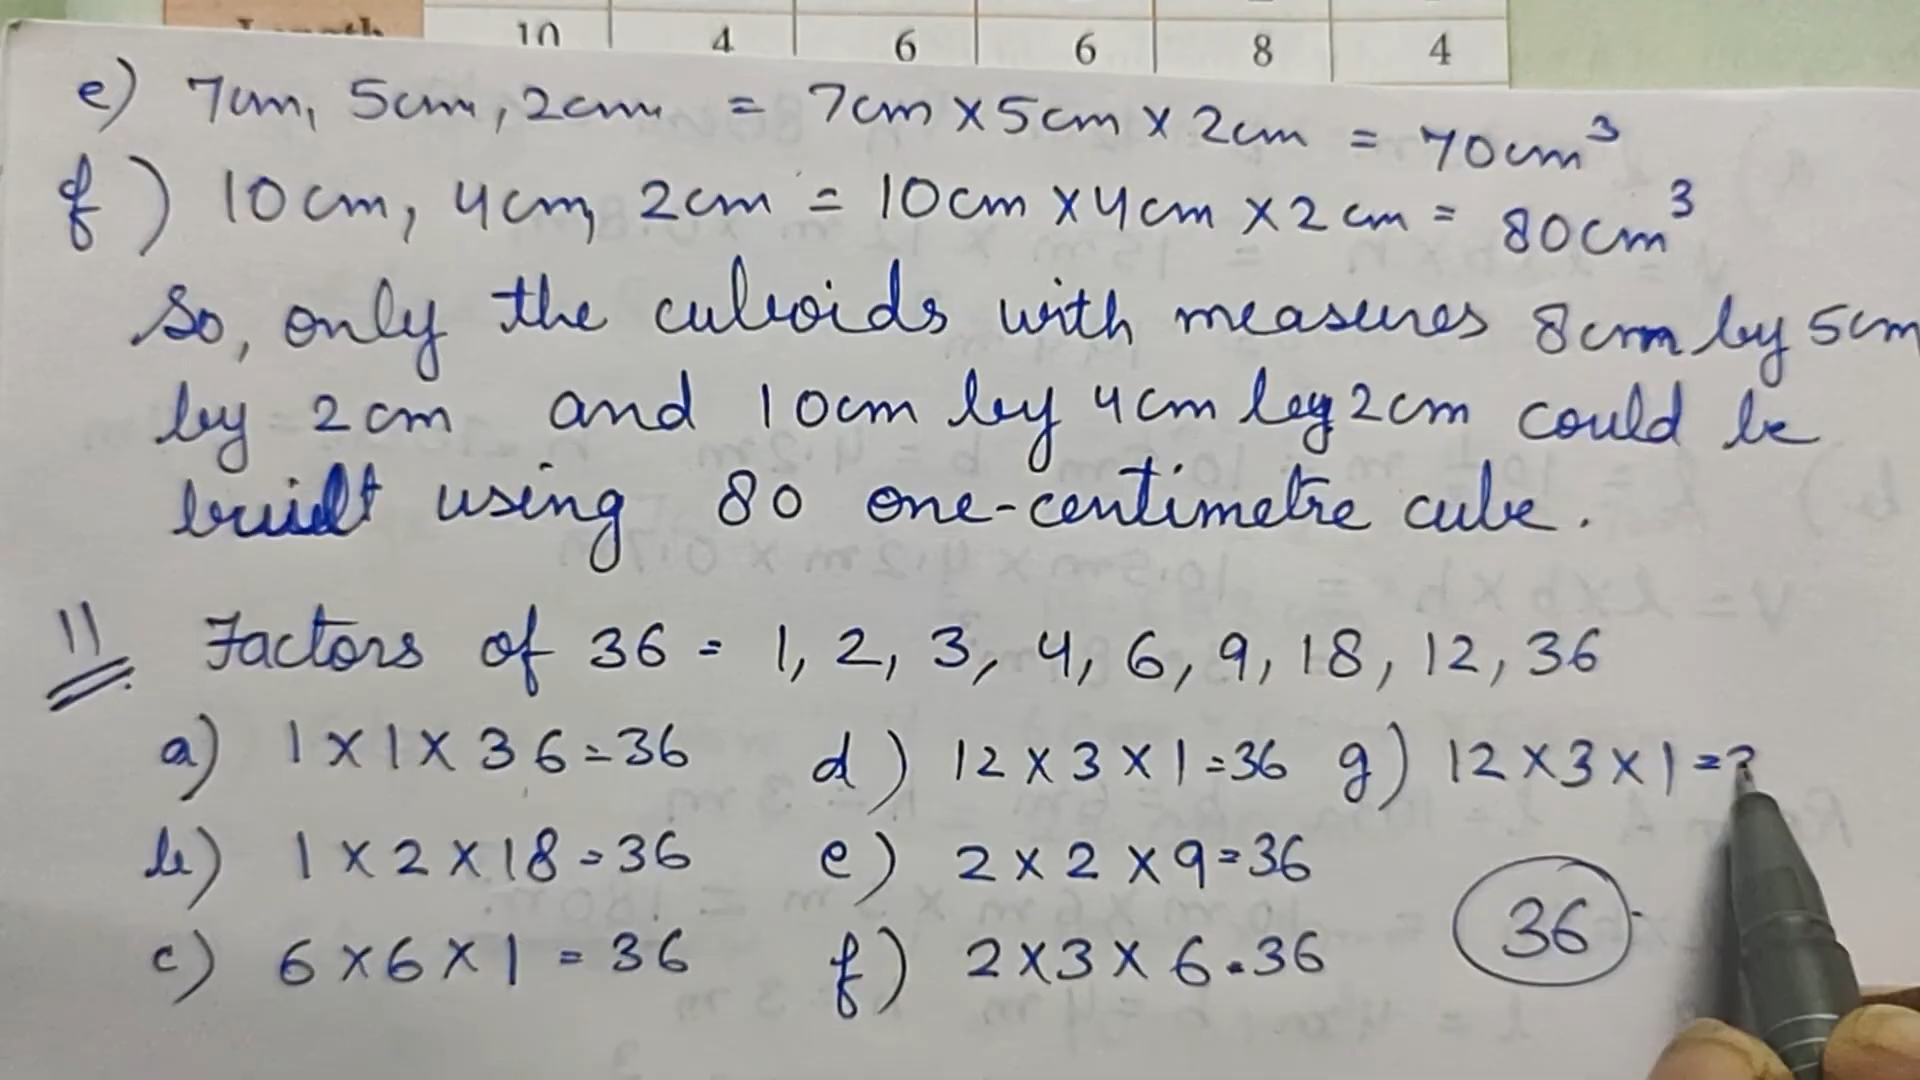 10 4 6 6 8 4
e) 7cm, 5cm, 2cm = 7cm x 5cm x 2cm = 70cm³
f) 10cm, 4cm, 2cm = 10cm x 4cm x 2cm = 80cm³
So, only the cuboids with measures 8cm by 5cm
by 2cm and 10cm by 4cm by 2cm could be
built using 80 one-centimetre cube.
11 Factors of 36 = 1, 2, 3, 4, 6, 9, 18, 12, 36
a) 1 x 1 x 36 = 36 d) 12 x 3 x 1 = 36 g) 12 x 3 x 1 = 3
b) 1 x 2 x 18 = 36 e) 2 x 2 x 9 = 36
c) 6 x 6 x 1 = 36 f) 2 x 3 x 6 = 36
36